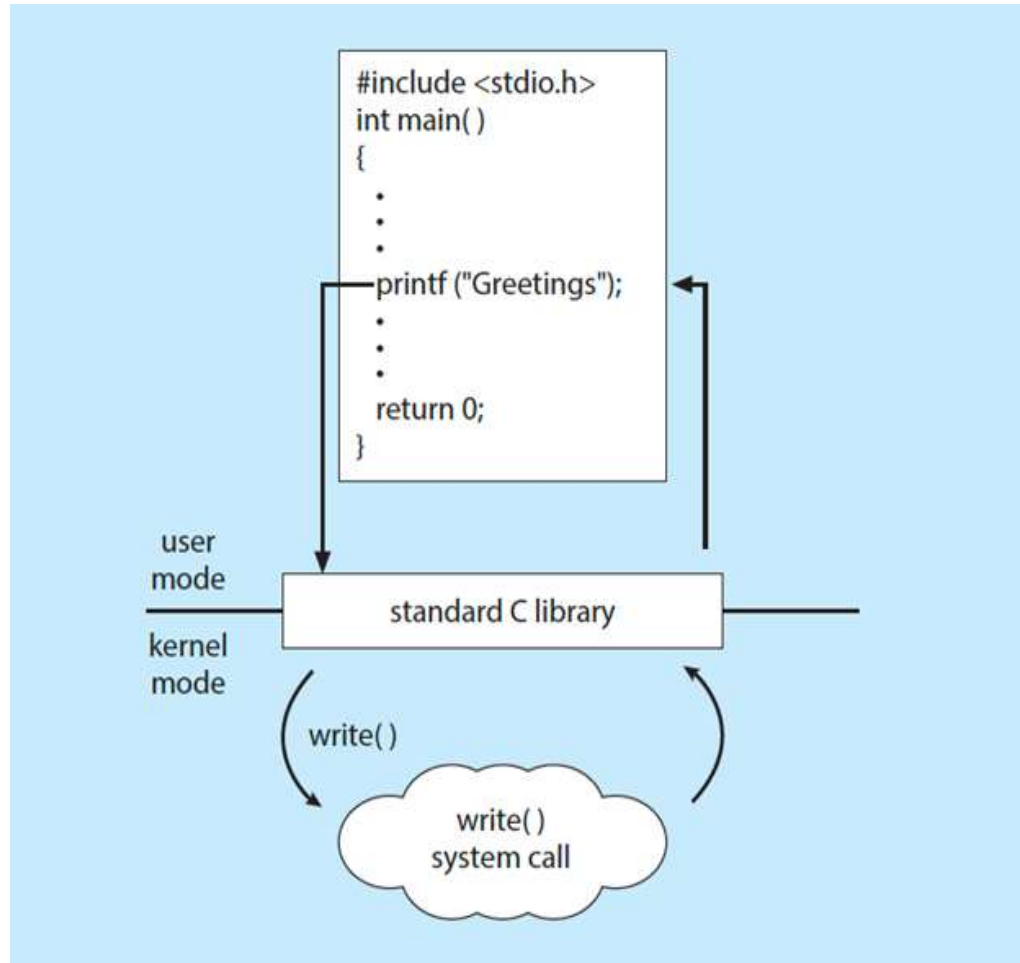 #include <stdio.h>
int main( )
{
•
•
•
printf ("Greetings");
•
•
•
return 0;
}
user
mode
standard C library
kernel
mode
write( )
write( )
system call